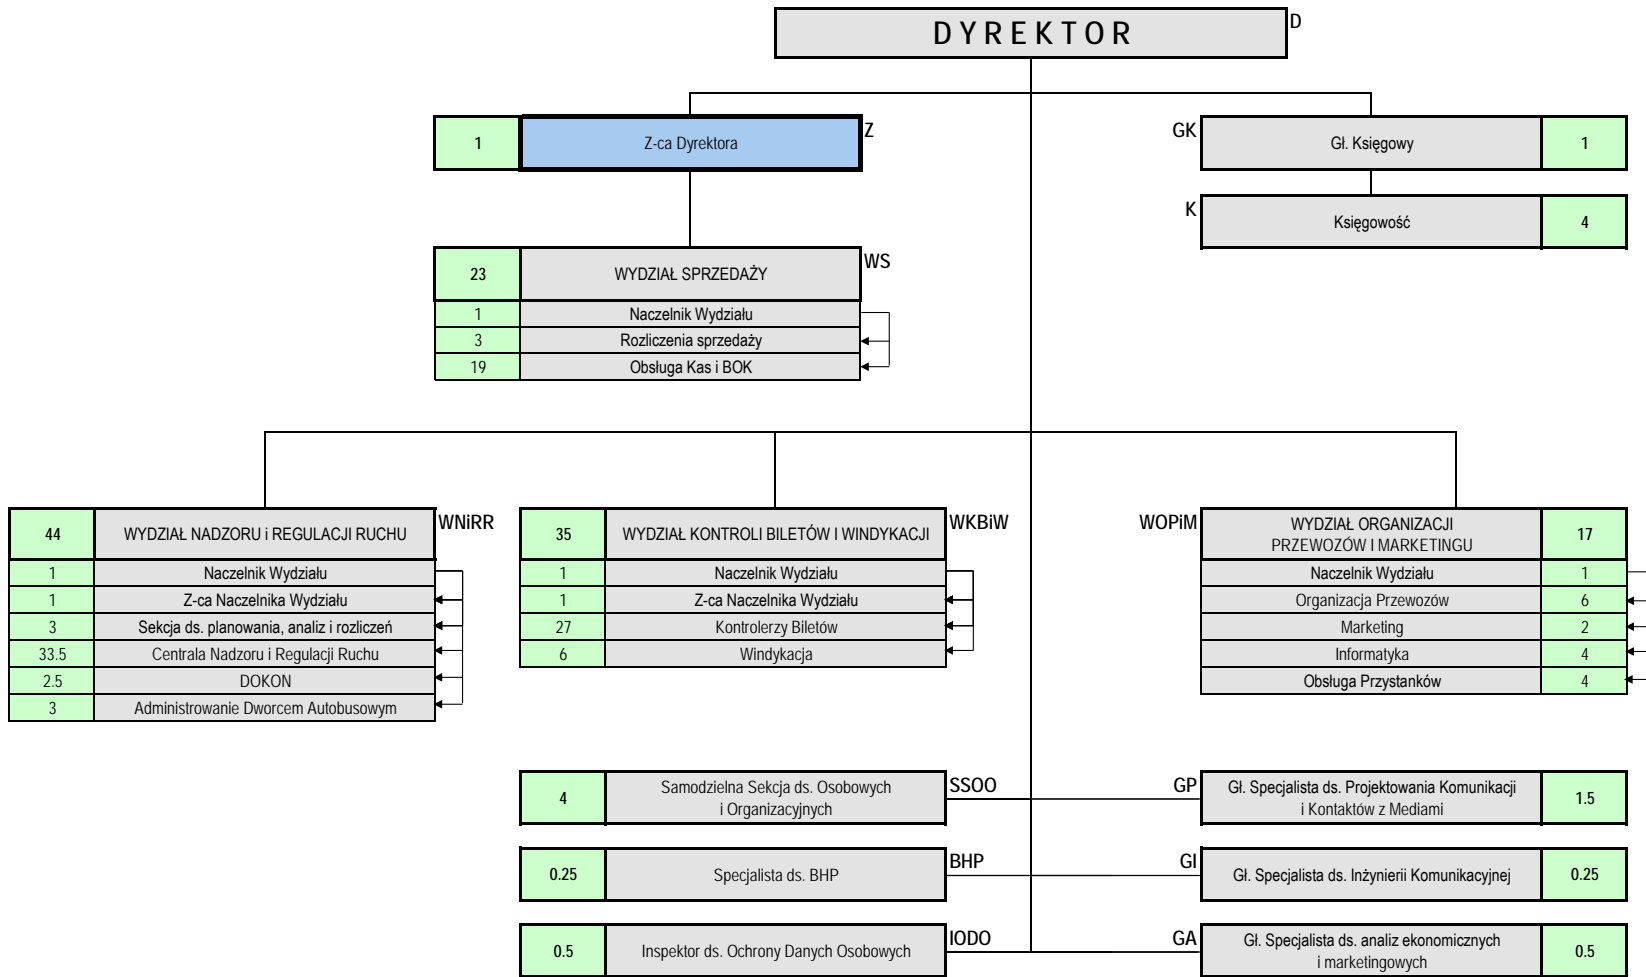 DYREKTOR D
1 Z-ca Dyrektora Z
GK Gł. Księgowy 1
K Księgowość 4
23 WYDZIAŁ SPRZEDAŻY WS
1 Naczelnik Wydziału
3 Rozliczenia sprzedaży
19 Obsługa Kas i BOK
44 WYDZIAŁ NADZORU i REGULACJI RUCHU WNiRR
1 Naczelnik Wydziału
1 Z-ca Naczelnika Wydziału
3 Sekcja ds. planowania, analiz i rozliczeń
33.5 Centrala Nadzoru i Regulacji Ruchu
2.5 DOKON
3 Administrowanie Dworcem Autobusowym
35 WYDZIAŁ KONTROLI BILETÓW I WINDYKACJI WKBiW
1 Naczelnik Wydziału
1 Z-ca Naczelnika Wydziału
27 Kontrolerzy Biletów
6 Windykacja
WOPiM WYDZIAŁ ORGANIZACJI
PRZEWOZÓW I MARKETINGU 17
Naczelnik Wydziału 1
Organizacja Przewozów 6
Marketing 2
Informatyka 4
Obsługa Przystanków 4
4 Samodzielna Sekcja ds. Osobowych SSOO
i Organizacyjnych
GP Gł. Specjalista ds. Projektowania Komunikacji
i Kontaktów z Mediami 1.5
0.25 Specjalista ds. BHP BHP
GI Gł. Specjalista ds. Inżynierii Komunikacyjnej 0.25
0.5 Inspektor ds. Ochrony Danych Osobowych IODO
GA Gł. Specjalista ds. analiz ekonomicznych
i marketingowych 0.5